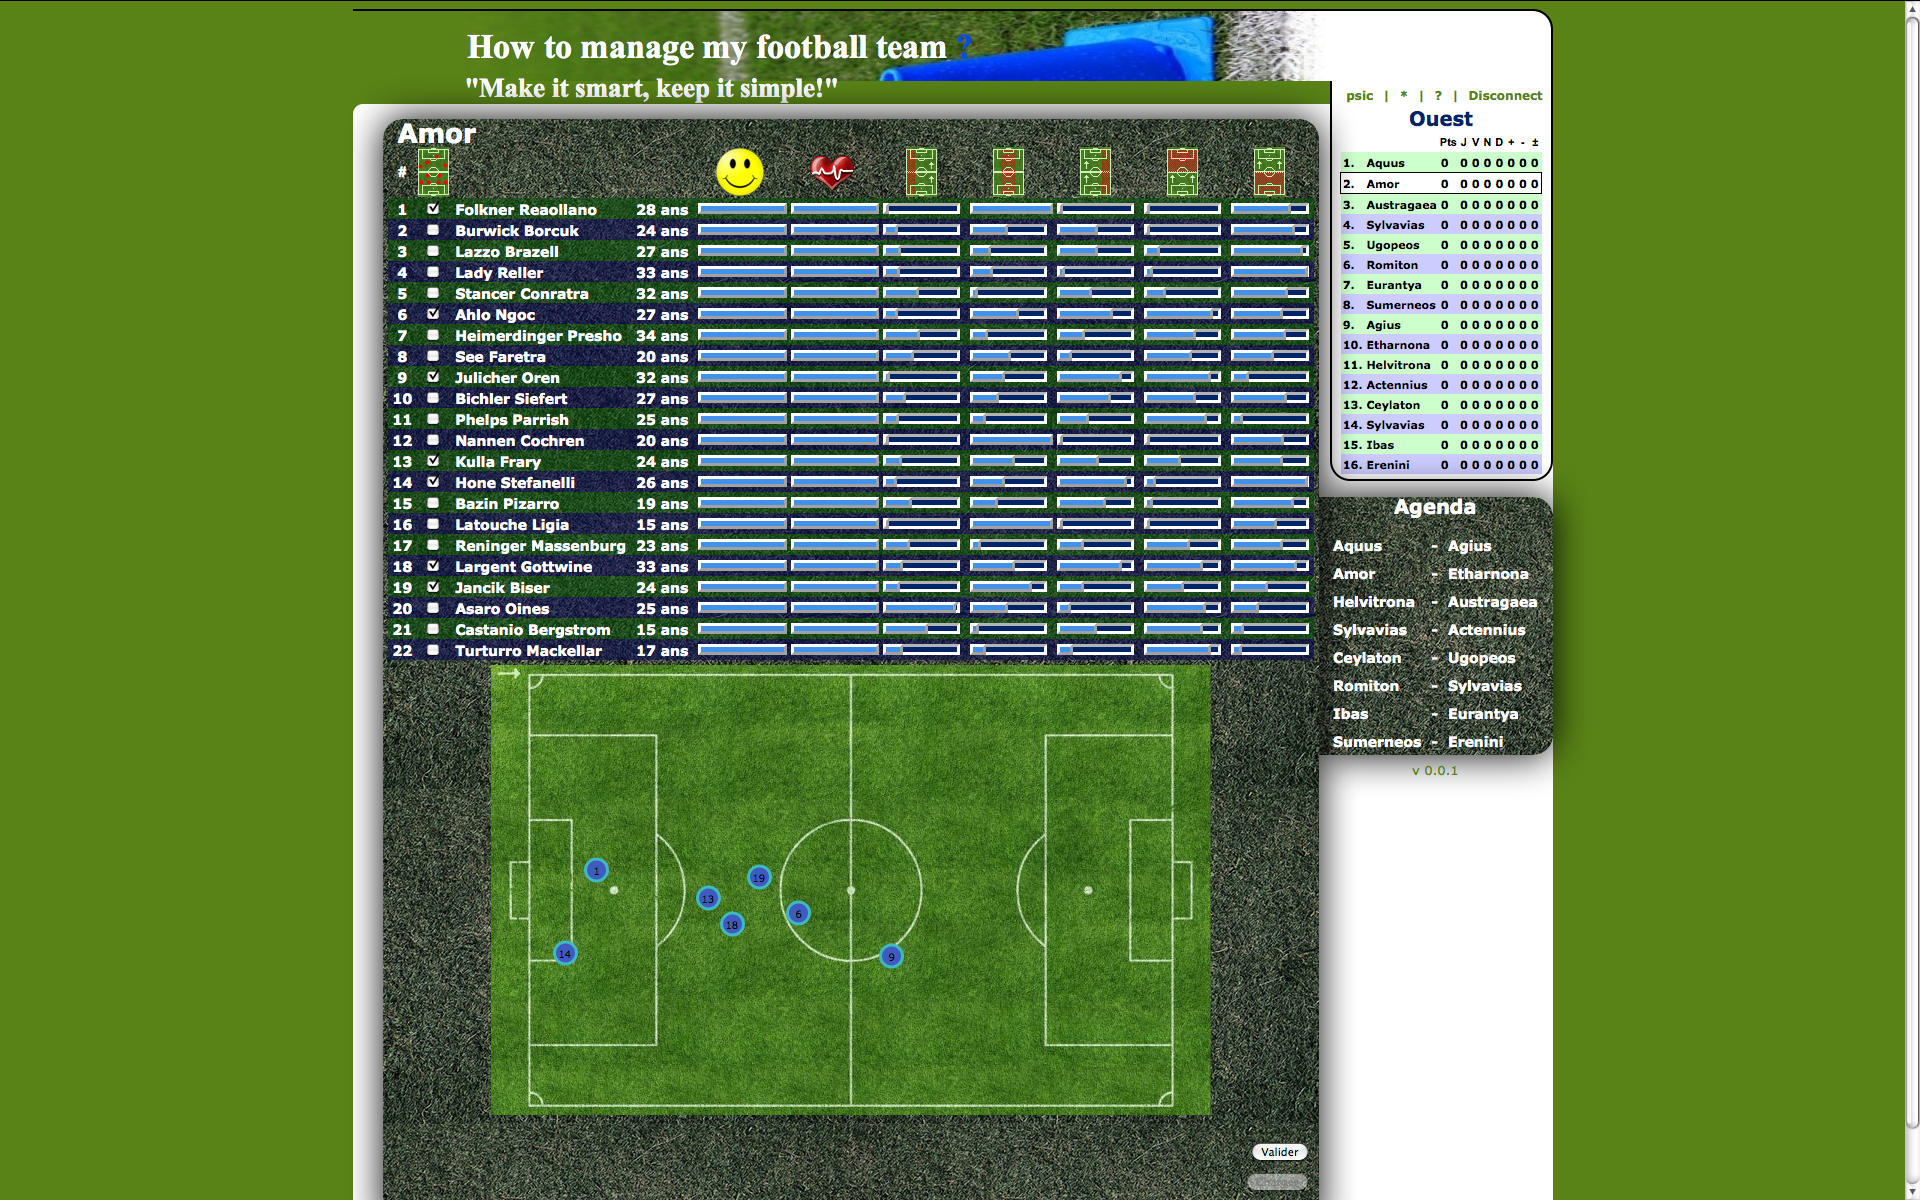 How to manage my football team ?
"Make it smart, keep it simple!"
psic | * | ? | Disconnect
Amor
#
1 Folkner Reaollano 28 ans
2 Burwick Borcuk 24 ans
3 Lazzo Brazell 27 ans
4 Lady Reller 33 ans
5 Stancer Conratra 32 ans
6 Ahlo Ngoc 27 ans
7 Heimerdinger Presho 34 ans
8 See Faretra 20 ans
9 Julicher Oren 32 ans
10 Bichler Siefert 27 ans
11 Phelps Parrish 25 ans
12 Nannen Cochren 20 ans
13 Kulla Frary 24 ans
14 Hone Stefanelli 26 ans
15 Bazin Pizarro 19 ans
16 Latouche Ligia 15 ans
17 Reninger Massenburg 23 ans
18 Largent Gottwine 33 ans
19 Jancik Biser 24 ans
20 Asaro Oines 25 ans
21 Castanio Bergstrom 15 ans
22 Turturro Mackellar 17 ans
1
19
13
6
18
14
9
Valider
Ouest
Pts J V N D + - ±
1. Aquus 0 0 0 0 0 0 0 0
2. Amor 0 0 0 0 0 0 0 0
3. Austragaea 0 0 0 0 0 0 0 0
4. Sylvavias 0 0 0 0 0 0 0 0
5. Ugopeos 0 0 0 0 0 0 0 0
6. Romiton 0 0 0 0 0 0 0 0
7. Eurantya 0 0 0 0 0 0 0 0
8. Sumerneos 0 0 0 0 0 0 0 0
9. Agius 0 0 0 0 0 0 0 0
10. Etharnona 0 0 0 0 0 0 0 0
11. Helvitrona 0 0 0 0 0 0 0 0
12. Actennius 0 0 0 0 0 0 0 0
13. Ceylaton 0 0 0 0 0 0 0 0
14. Sylvavias 0 0 0 0 0 0 0 0
15. Ibas 0 0 0 0 0 0 0 0
16. Erenini 0 0 0 0 0 0 0 0
Agenda
Aquus - Agius
Amor - Etharnona
Helvitrona - Austragaea
Sylvavias - Actennius
Ceylaton - Ugopeos
Romiton - Sylvavias
Ibas - Eurantya
Sumerneos - Erenini
v 0.0.1